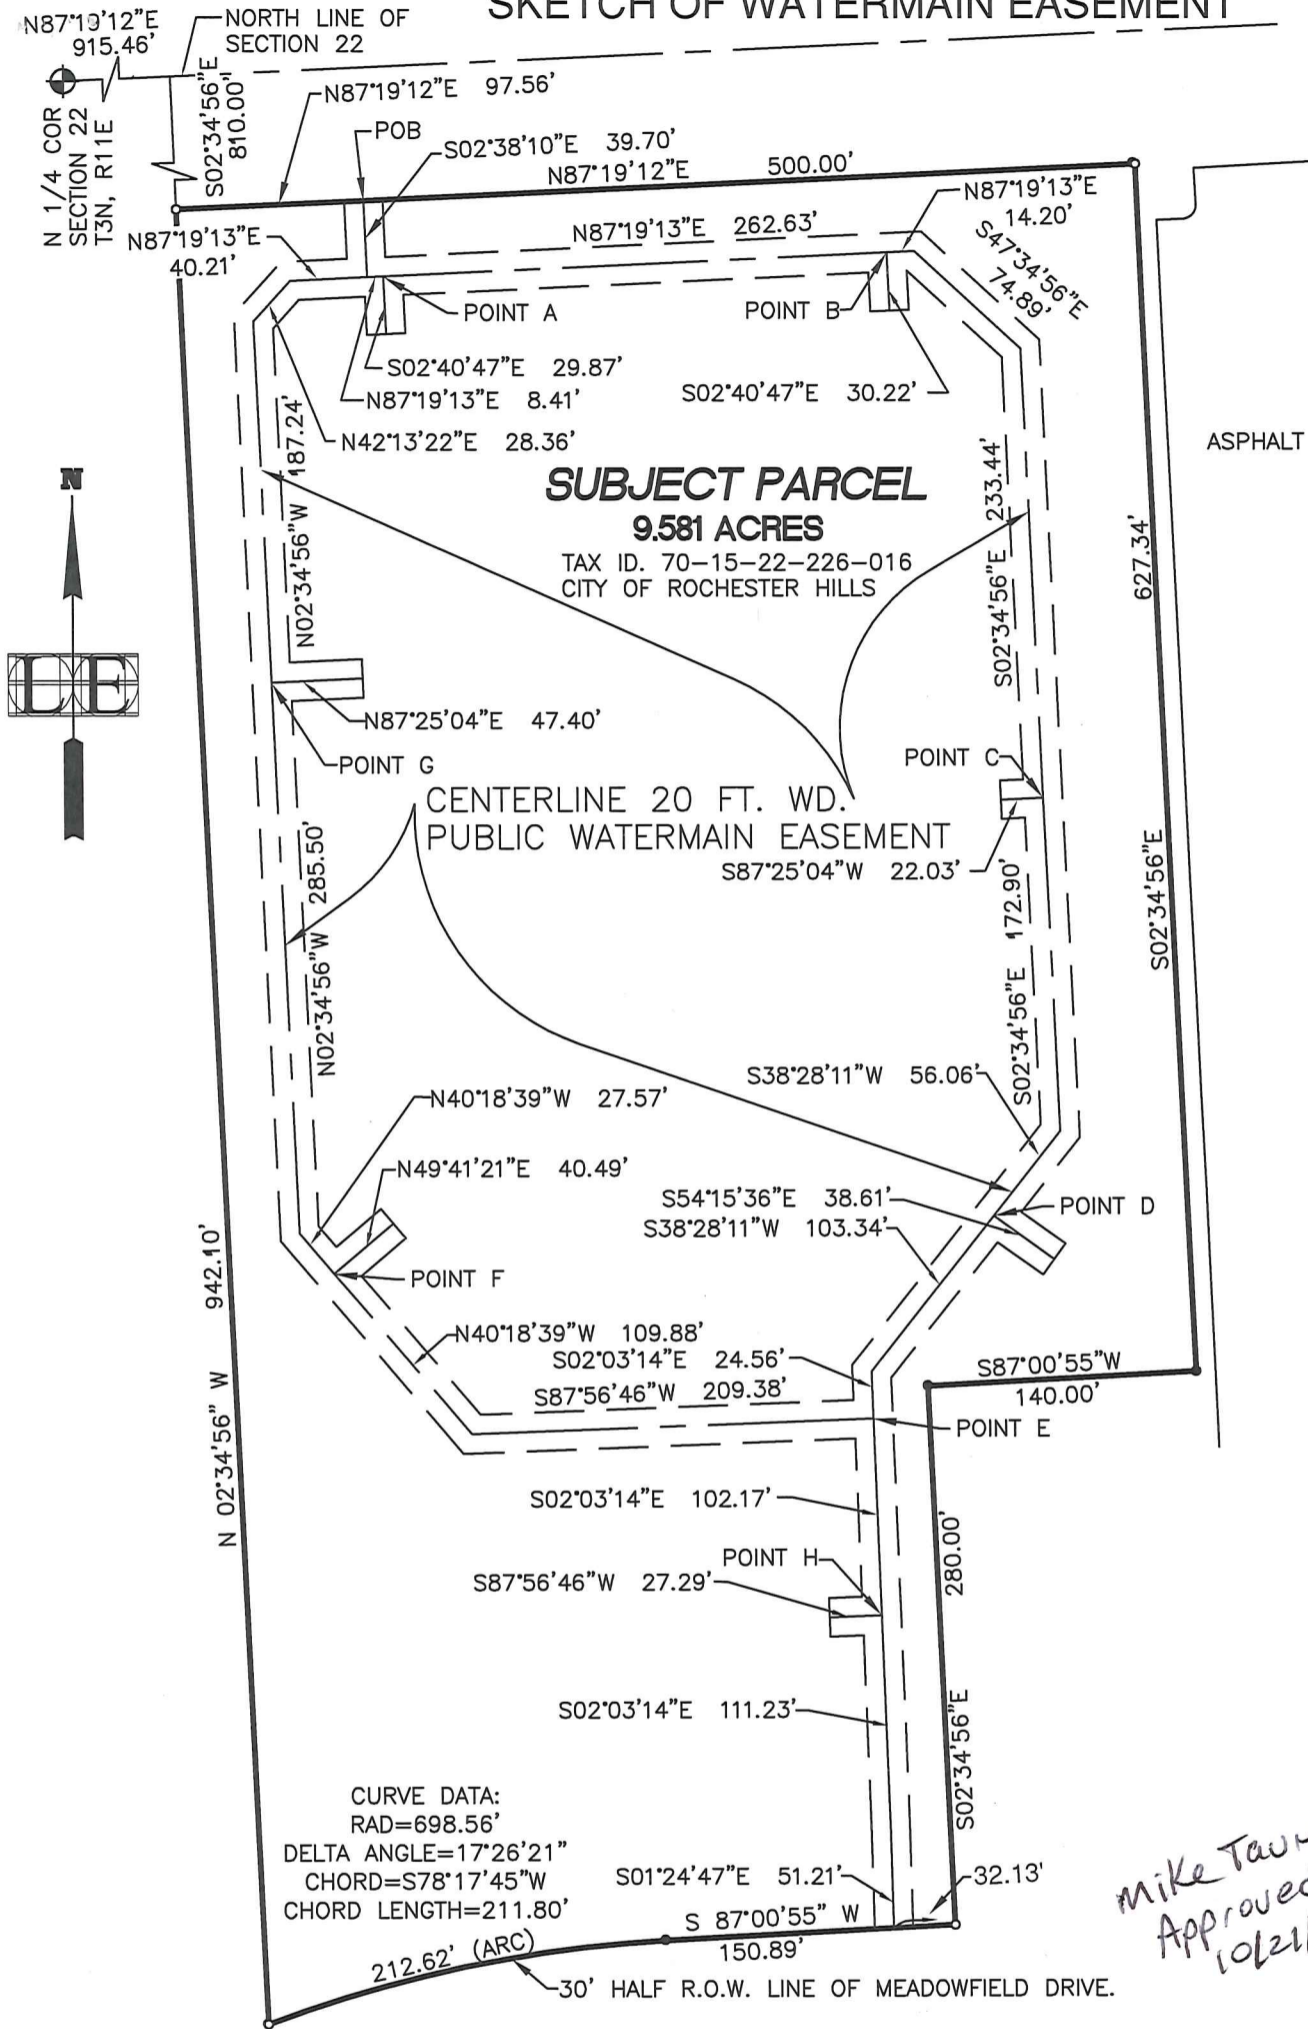 SKETCH OF WATERMAIN EASEMENT
N87°19'12"E
915.46'
NORTH LINE OF
SECTION 22
N 1/4 COR
SECTION 22
T3N, R11E
S02°34'56"E
810.00'
N87°19'12"E 97.56'
POB
S02°38'10"E 39.70'
N87°19'12"E 500.00'
N87°19'13"E
40.21'
N87°19'13"E 262.63'
N87°19'13"E
14.20'
S47°34'56"E
74.89'
POINT A
POINT B
S02°40'47"E 29.87'
N87°19'13"E 8.41'
N42°13'22"E 28.36'
S02°40'47"E 30.22'
ASPHALT
N
LE
SUBJECT PARCEL
9.581 ACRES
TAX ID. 70-15-22-226-016
CITY OF ROCHESTER HILLS
N02°34'56"W 187.24'
S02°34'56"E 233.44'
627.34'
S02°34'56"E
N87°25'04"E 47.40'
POINT G
POINT C
CENTERLINE 20 FT. WD.
PUBLIC WATERMAIN EASEMENT
S87°25'04"W 22.03'
N02°34'56"W 285.50'
S02°34'56"E 172.90'
S38°28'11"W 56.06'
N40°18'39"W 27.57'
N49°41'21"E 40.49'
S54°15'36"E 38.61'
POINT D
S38°28'11"W 103.34'
POINT F
N 02°34'56" W 942.10'
N40°18'39"W 109.88'
S02°03'14"E 24.56'
S87°56'46"W 209.38'
S87°00'55"W
140.00'
POINT E
S02°03'14"E 102.17'
POINT H
S87°56'46"W 27.29'
280.00'
S02°34'56"E
S02°03'14"E 111.23'
CURVE DATA:
RAD=698.56'
DELTA ANGLE=17°26'21"
CHORD=S78°17'45"W
CHORD LENGTH=211.80'
S01°24'47"E 51.21'
32.13'
S 87°00'55" W
150.89'
212.62' (ARC)
30' HALF R.O.W. LINE OF MEADOWFIELD DRIVE.
Mike
Approved
10/21/